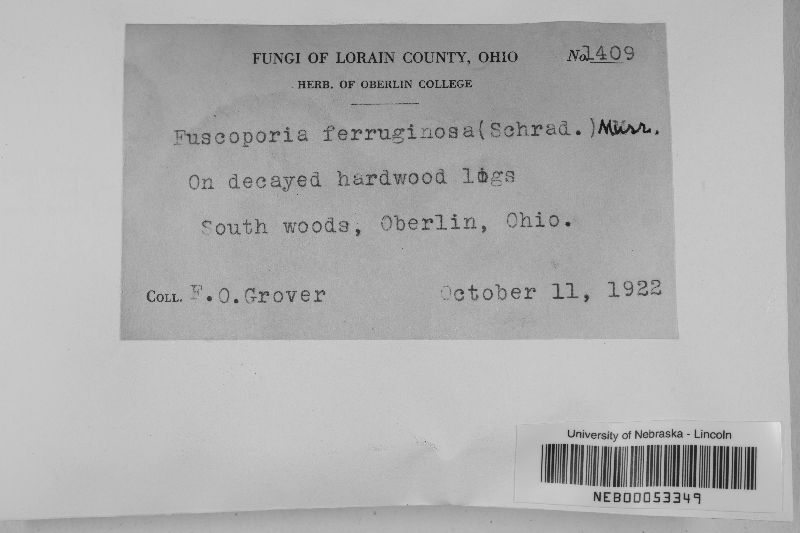 FUNGI OF LORAIN COUNTY, OHIO No. 1409
HERB. OF OBERLIN COLLEGE
Fuscoporia ferruginosa (Schrad.) Murr.
On decayed hardwood logs
South woods, Oberlin, Ohio.
COLL. F.O.Grover October 11, 1922
University of Nebraska - Lincoln
NEB00053349